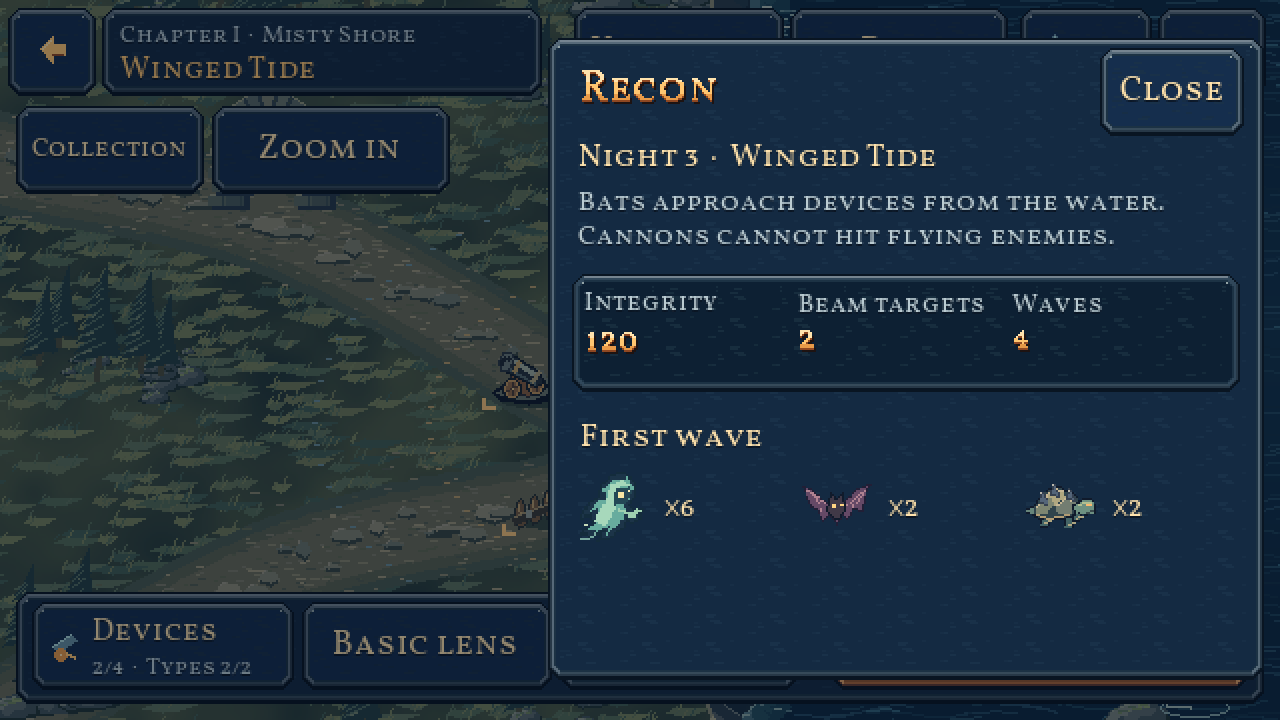 Chapter I · Misty Shore
Winged Tide
Collection
Zoom in
Recon
Close
Night 3 · Winged Tide
Bats approach devices from the water.
Cannons cannot hit flying enemies.
Integrity
Beam targets
Waves
120
2
4
First wave
x6
x2
x2
Devices
2/4 · Types 2/2
Basic lens